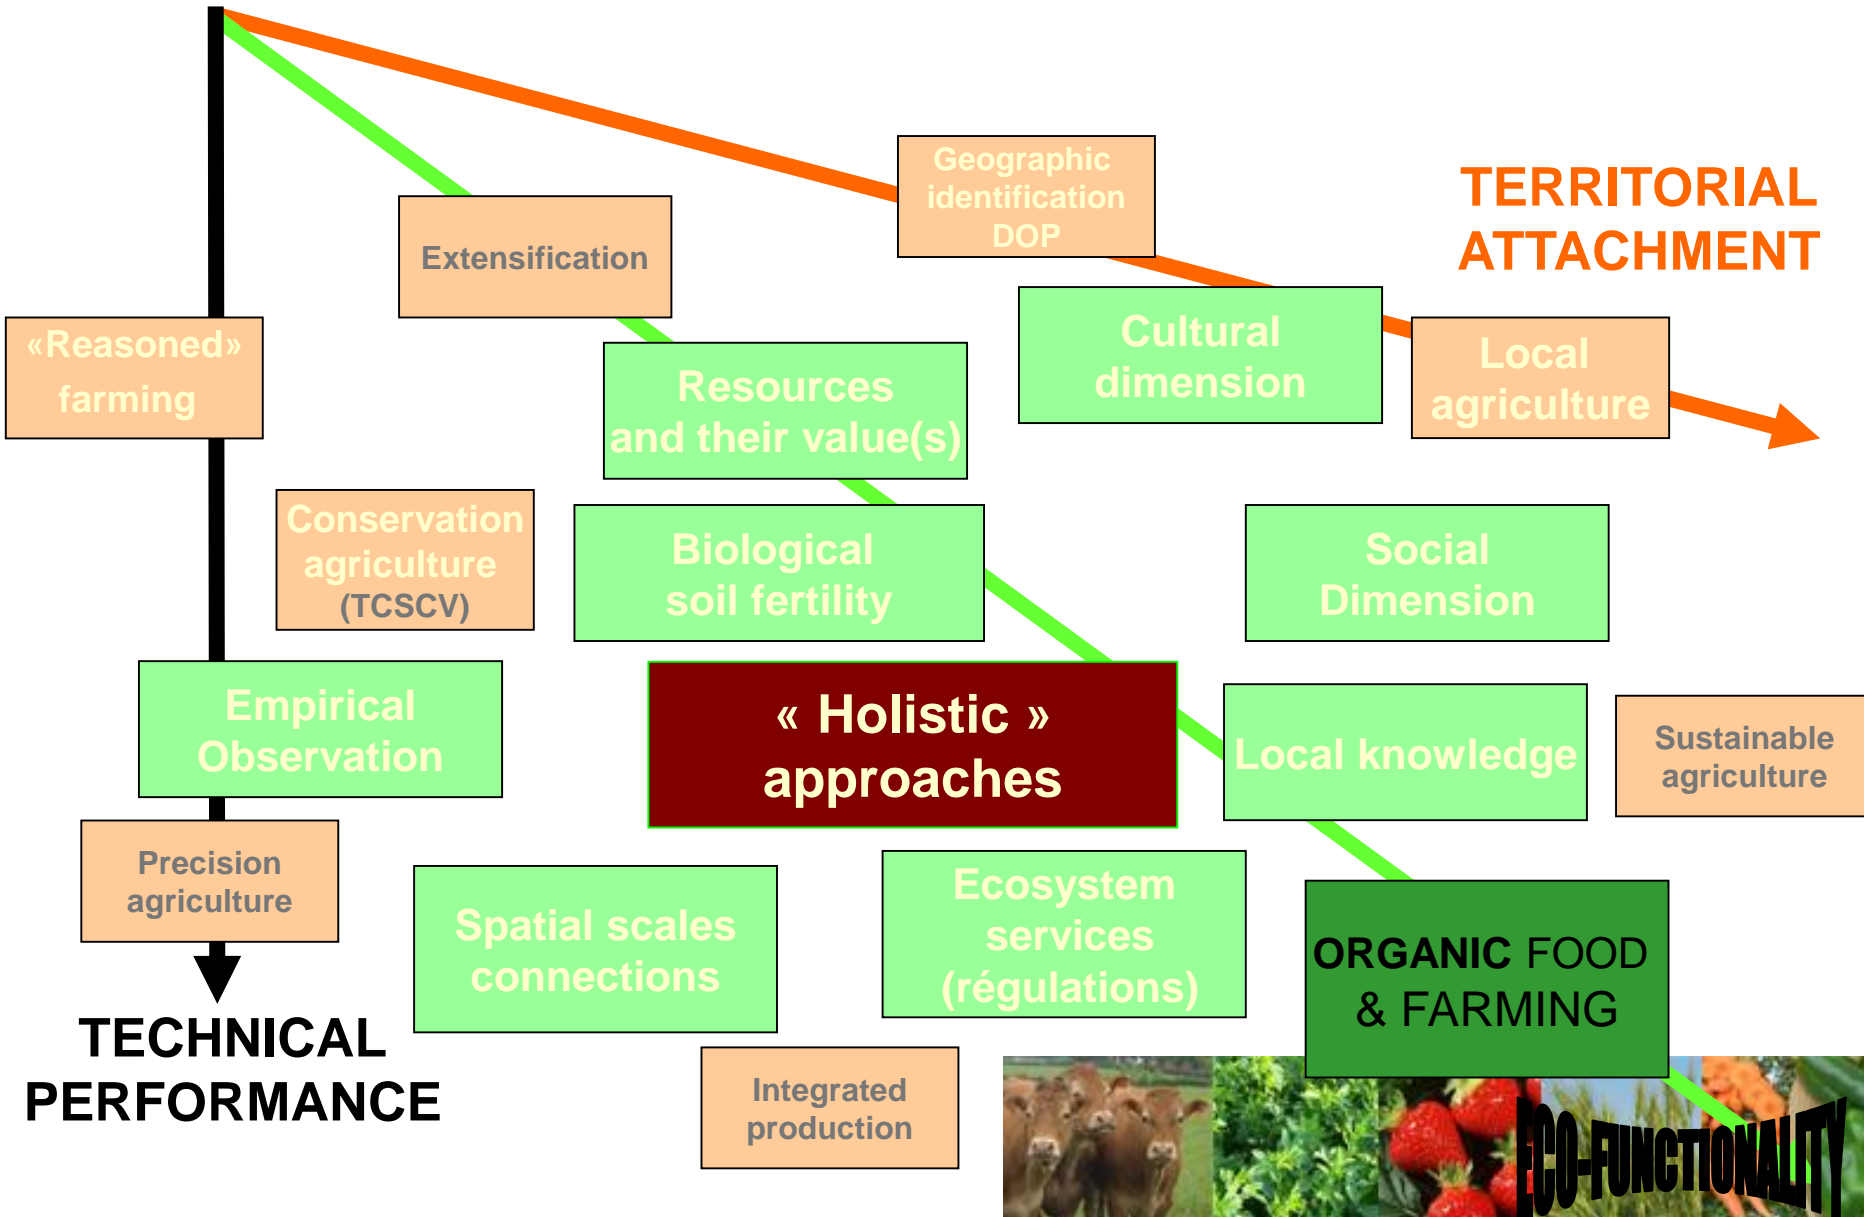 Geographic
identification
DOP
TERRITORIAL
ATTACHMENT
Extensification
«Reasoned»
farming
Cultural
dimension
Local
agriculture
Resources
and their value(s)
Conservation
agriculture
(TCSCV)
Biological
soil fertility
Social
Dimension
Empirical
Observation
« Holistic »
approaches
Local knowledge
Sustainable
agriculture
Precision
agriculture
Spatial scales
connections
Ecosystem
services
(régulations)
ORGANIC FOOD
& FARMING
TECHNICAL
PERFORMANCE
Integrated
production
ECO-FUNCTIONALITY